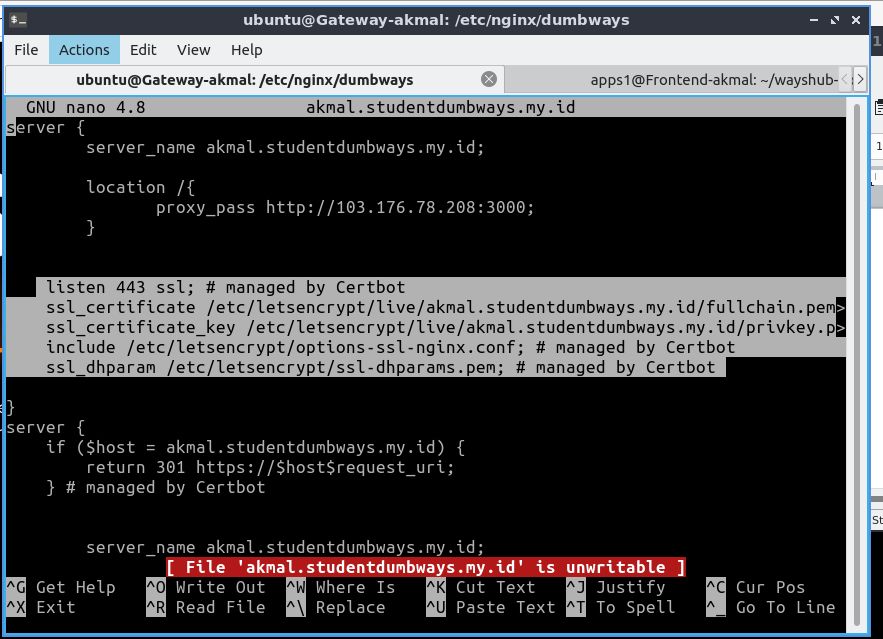 ubuntu@Gateway-akmal: /etc/nginx/dumbways
File Actions Edit View Help
ubuntu@Gateway-akmal: /etc/nginx/dumbways apps1@Frontend-akmal: ~/wayshub-
GNU nano 4.8 akmal.studentdumbways.my.id
server {
        server_name akmal.studentdumbways.my.id;
        location /{
               proxy_pass http://103.176.78.208:3000;
        }
    listen 443 ssl; # managed by Certbot
    ssl_certificate /etc/letsencrypt/live/akmal.studentdumbways.my.id/fullchain.pem>
    ssl_certificate_key /etc/letsencrypt/live/akmal.studentdumbways.my.id/privkey.p>
    include /etc/letsencrypt/options-ssl-nginx.conf; # managed by Certbot
    ssl_dhparam /etc/letsencrypt/ssl-dhparams.pem; # managed by Certbot
}
server {
    if ($host = akmal.studentdumbways.my.id) {
        return 301 https://$host$request_uri;
    } # managed by Certbot
        server_name akmal.studentdumbways.my.id;
[ File 'akmal.studentdumbways.my.id' is unwritable ]
^G Get Help ^O Write Out ^W Where Is ^K Cut Text ^J Justify ^C Cur Pos
^X Exit ^R Read File ^\ Replace ^U Paste Text ^T To Spell ^_ Go To Line